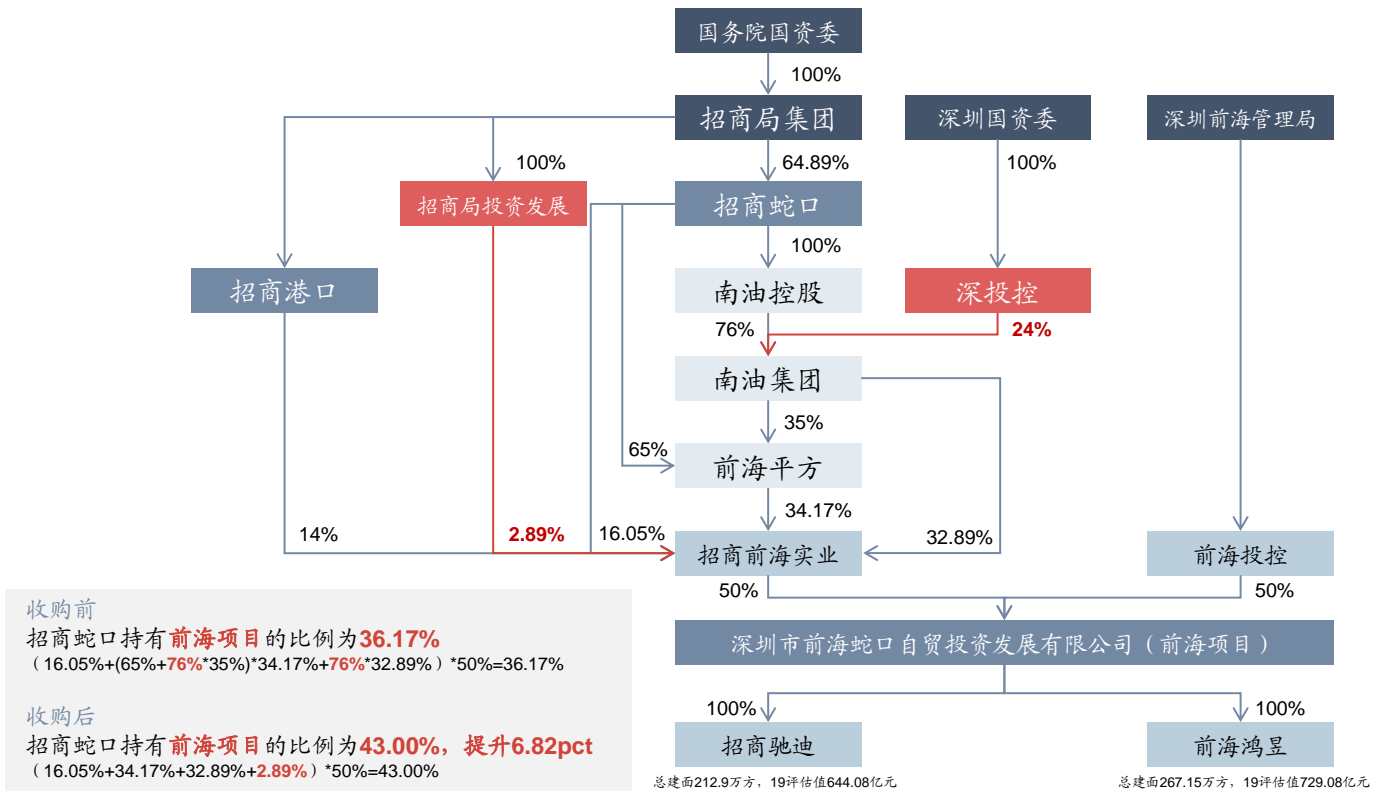 国务院国资委
100%
招商局集团
深圳国资委
深圳前海管理局
100%
64.89%
100%
招商局投资发展
招商蛇口
100%
招商港口
南油控股
深投控
76%
24%
南油集团
35%
65%
前海平方
34.17%
14%
2.89%
16.05%
32.89%
招商前海实业
前海投控
50%
50%
收购前
招商蛇口持有前海项目的比例为36.17%
（16.05%+(65%+76%*35%)*34.17%+76%*32.89%）*50%=36.17%
收购后
招商蛇口持有前海项目的比例为43.00%，提升6.82pct
（16.05%+34.17%+32.89%+2.89%）*50%=43.00%
深圳市前海蛇口自贸投资发展有限公司（前海项目）
100%
100%
招商驰迪
前海鸿昱
总建面212.9万方，19评估值644.08亿元
总建面267.15万方，19评估值729.08亿元